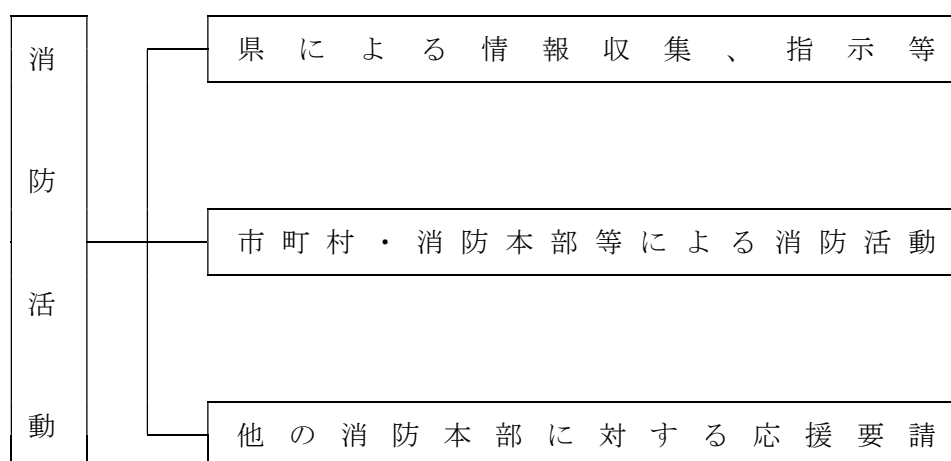 消防活動
県による情報収集、指示等
市町村・消防本部等による消防活動
他の消防本部に対する応援要請